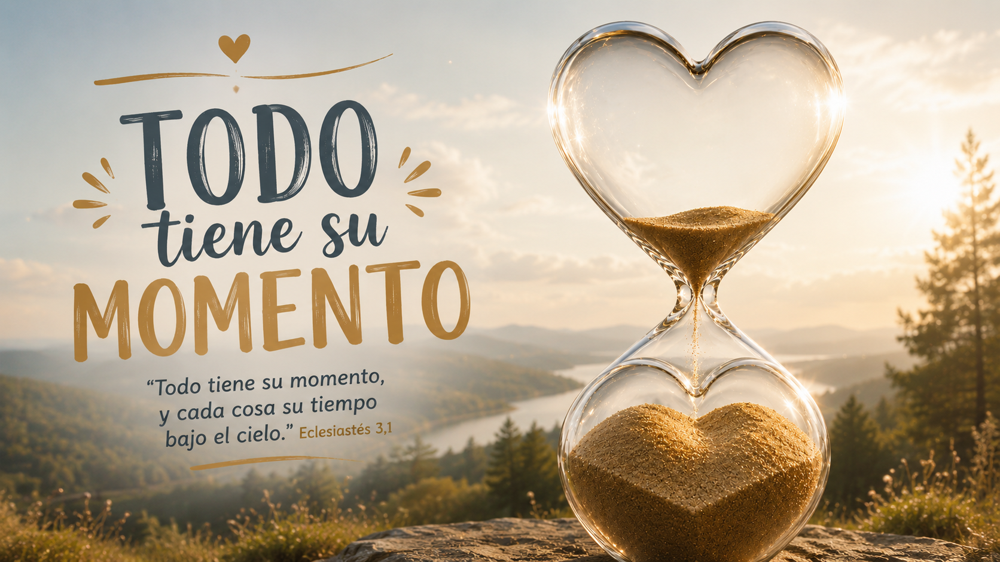 TODO
tiene su
MOMENTO
“Todo tiene su momento,
y cada cosa su tiempo
bajo el cielo.” Eclesiastés 3,1